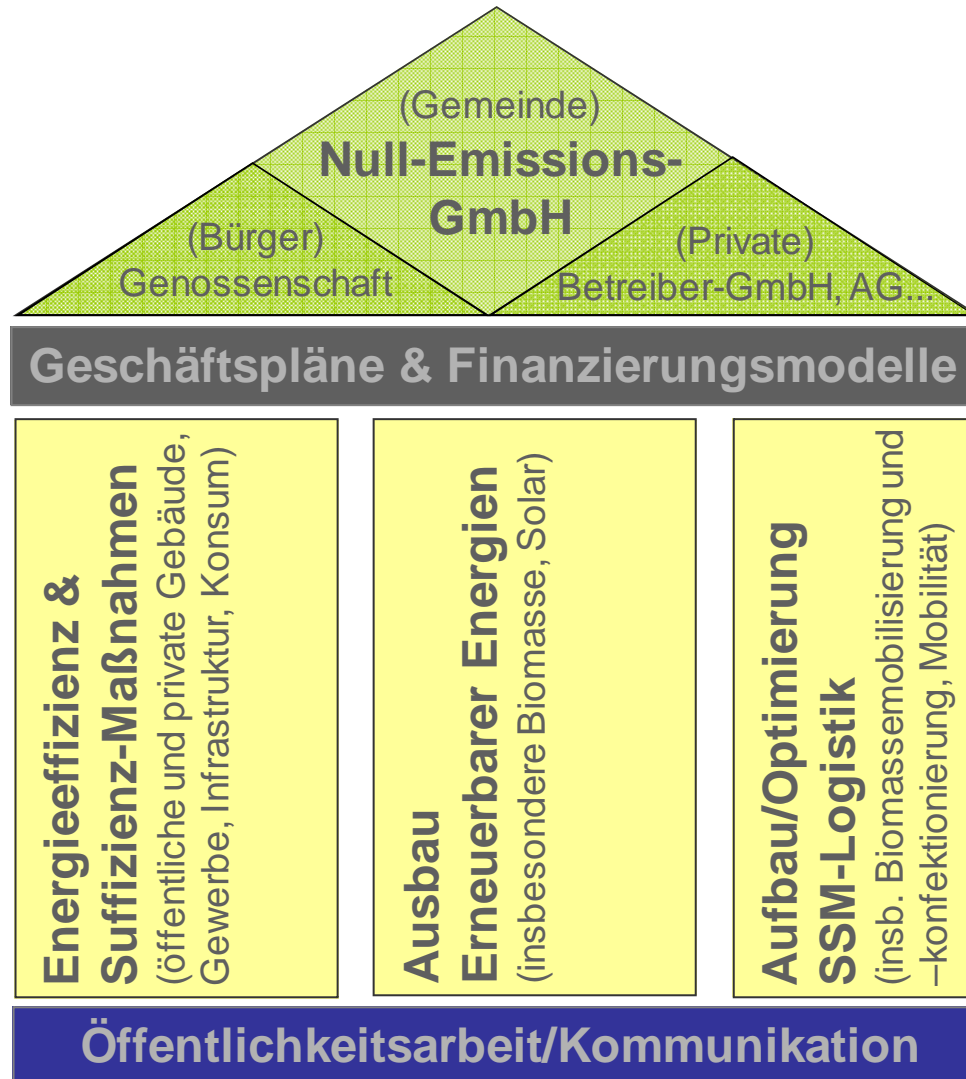 (Gemeinde)
Null-Emissions-
GmbH
(Bürger)
Genossenschaft
(Private)
Betreiber-GmbH, AG...
Geschäftspläne & Finanzierungsmodelle
Energieeffizienz &
Suffizienz-Maßnahmen
(öffentliche und private Gebäude,
Gewerbe, Infrastruktur, Konsum)
Ausbau
Erneuerbarer Energien
(insbesondere Biomasse, Solar)
Aufbau/Optimierung
SSM-Logistik
(insb. Biomassemobilisierung und
–konfektionierung, Mobilität)
Öffentlichkeitsarbeit/Kommunikation